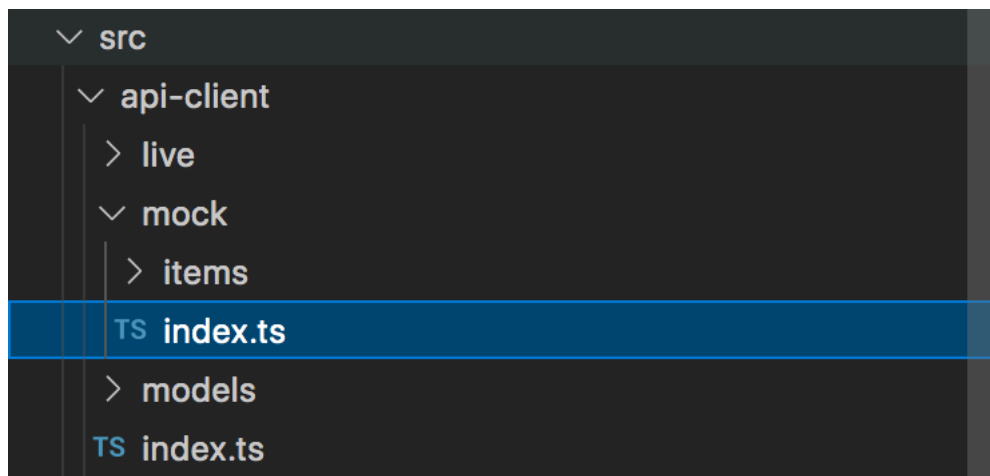 src
api-client
live
mock
items
TS index.ts
models
TS index.ts